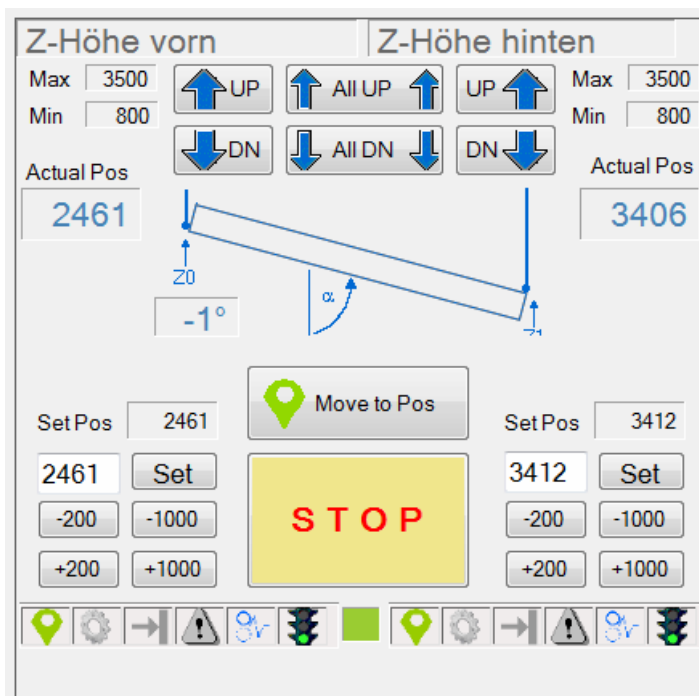 Z-Höhe vorn Z-Höhe hinten
Max 3500 UP All UP UP Max 3500
Min 800 DN All DN DN Min 800
Actual Pos Actual Pos
2461 3406
Z0
α
-1° Z1
Move to Pos
Set Pos 2461 Set Pos 3412
2461 Set 3412 Set
STOP
-200 -1000 -200 -1000
+200 +1000 +200 +1000